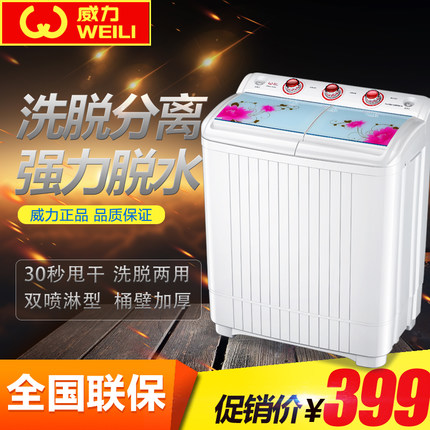 威力
WEILI
洗脱分离
强力脱水
威力正品 品质保证
30秒甩干 洗脱两用
双喷淋型 桶壁加厚
全国联保
促销价¥399